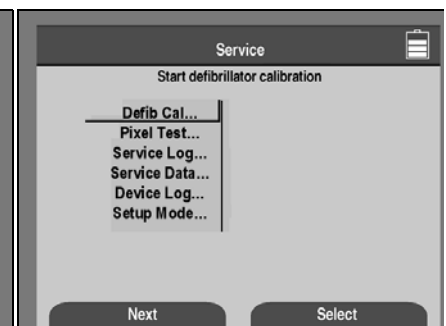 Service
Start defibrillator calibration
Defib Cal...
Pixel Test...
Service Log...
Service Data...
Device Log...
Setup Mode...
Next Select